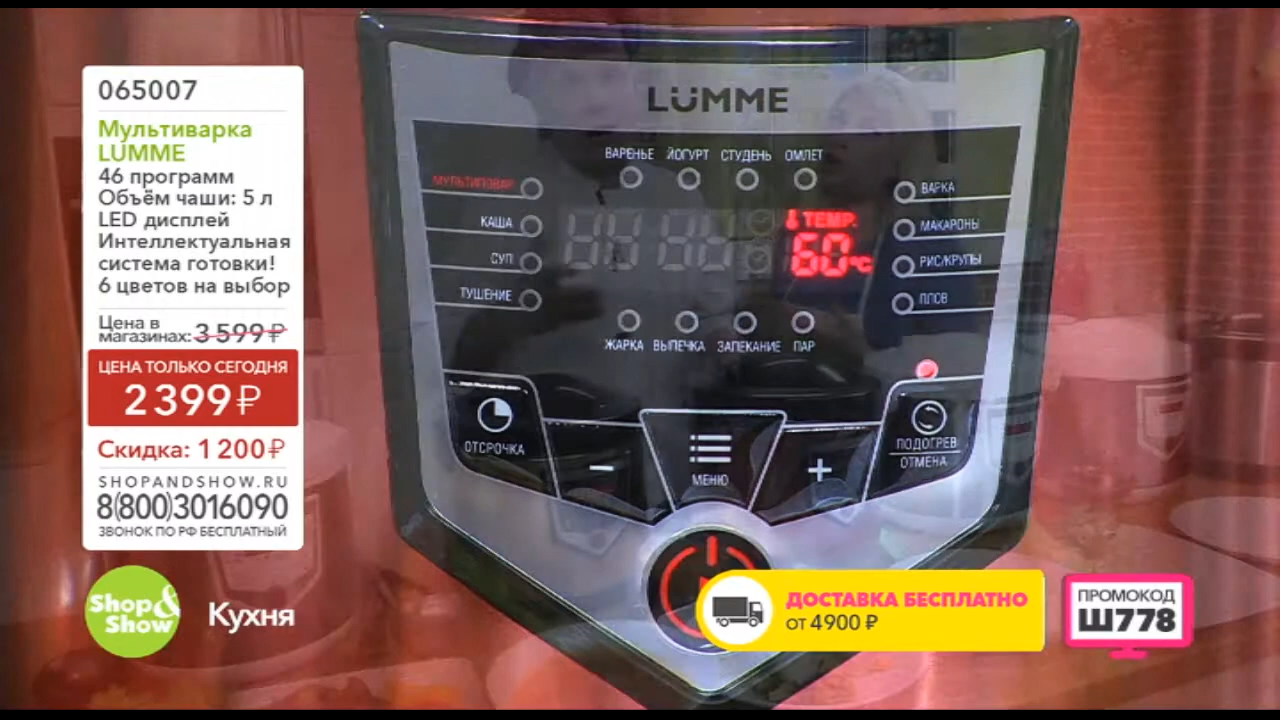 065007
Мультиварка
LUMME
46 программ
Объём чаши: 5 л
LED дисплей
Интеллектуальная
система готовки!
6 цветов на выбор
Цена в
магазинах: 3 599 ₽
ЦЕНА ТОЛЬКО СЕГОДНЯ
2 399 ₽
Скидка: 1 200 ₽
SHOPANDSHOW.RU
8(800)3016090
ЗВОНОК ПО РФ БЕСПЛАТНЫЙ
Shop &
Show
Кухня
LUMME
ВАРЕНЬЕ ЙОГУРТ СТУДЕНЬ ОМЛЕТ
МУЛЬТИПОВАР
КАША
СУП
ТУШЕНИЕ
TEMP.
60°C
ВАРКА
МАКАРОНЫ
РИС/КРУПЫ
ПЛОВ
ЖАРКА ВЫПЕЧКА ЗАПЕКАНИЕ ПАР
ОТСРОЧКА
−
МЕНЮ
+
ПОДОГРЕВ
ОТМЕНА
ДОСТАВКА БЕСПЛАТНО
от 4900 ₽
ПРОМОКОД
Ш778